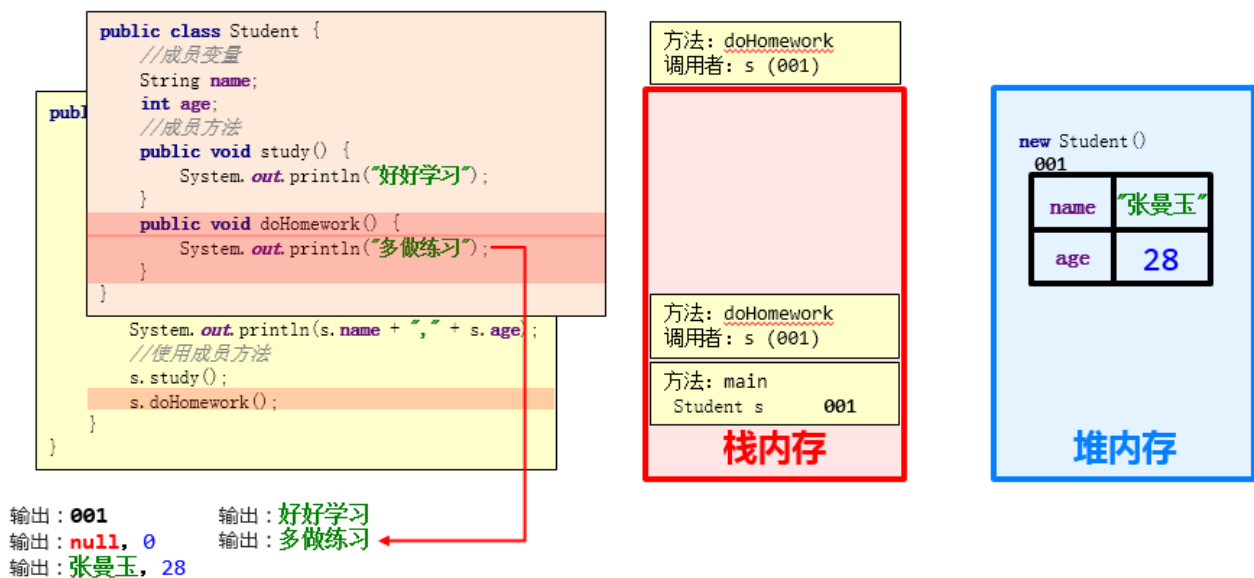 public class Student {
//成员变量
String name;
int age;
//成员方法
public void study() {
System.out.println("好好学习");
}
public void doHomework() {
System.out.println("多做练习");
}
}
publ
System.out.println(s.name + "," + s.age);
//使用成员方法
s.study();
s.doHomework();
}
}
输出：001
输出：null，0
输出：张曼玉，28
输出：好好学习
输出：多做练习
方法：doHomework
调用者：s (001)
方法：doHomework
调用者：s (001)
方法：main
Student s 001
栈内存
new Student()
001
name "张曼玉"
age 28
堆内存